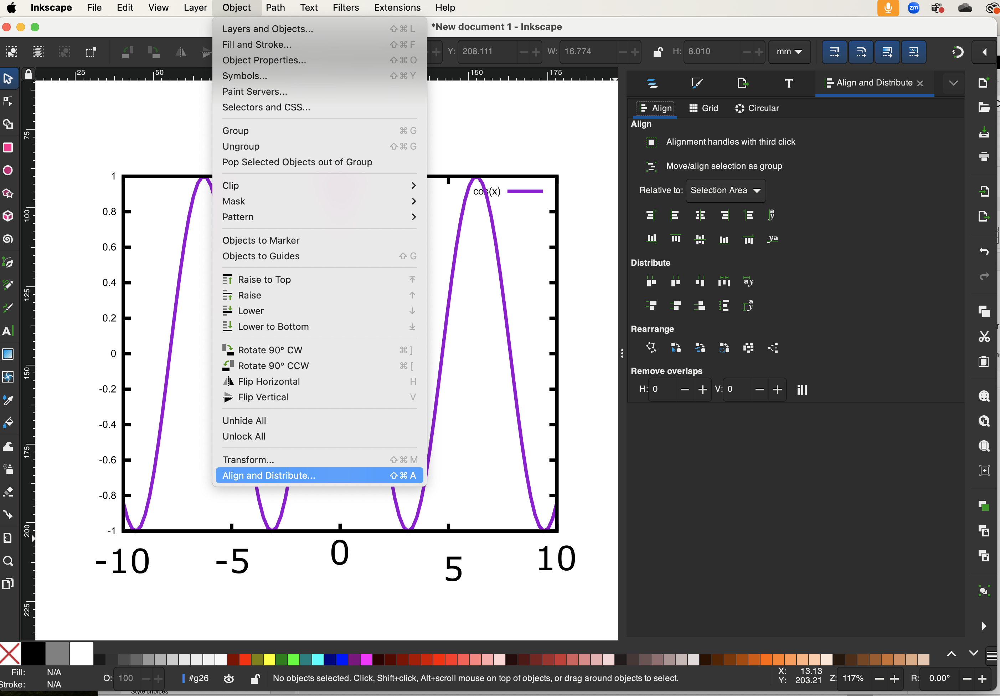 Inkscape File Edit View Layer Object Path Text Filters Extensions Help
*New document 1 - Inkscape
Y: 208.111 W: 16.774 H: 8.010 mm
25 50 150 175
75
100
125
150
175
200
225
Layers and Objects... ⇧⌘L
Fill and Stroke... ⇧⌘F
Object Properties... ⇧⌘O
Symbols... ⇧⌘Y
Paint Servers...
Selectors and CSS...
Group ⌘G
Ungroup ⇧⌘G
Pop Selected Objects out of Group
Clip
Mask
Pattern
Objects to Marker
Objects to Guides ⇧G
Raise to Top
Raise
Lower
Lower to Bottom
Rotate 90° CW ⌘]
Rotate 90° CCW ⌘[
Flip Horizontal H
Flip Vertical V
Unhide All
Unlock All
Transform... ⇧⌘M
Align and Distribute... ⇧⌘A
1
0.8
0.6
0.4
0.2
0
-0.2
-0.4
-0.6
-0.8
-1
-10 -5 0 5 10
cos(x)
Align and Distribute
Align Grid Circular
Align
Alignment handles with third click
Move/align selection as group
Relative to: Selection Area
Distribute
Rearrange
Remove overlaps
H: 0 V: 0
Fill: N/A
Stroke: N/A
O: 100
#g26
No objects selected. Click, Shift+click, Alt+scroll mouse on top of objects, or drag around objects to select.
X: 13.13
Y: 203.21
Z: 117%
R: 0.00°
Style choices